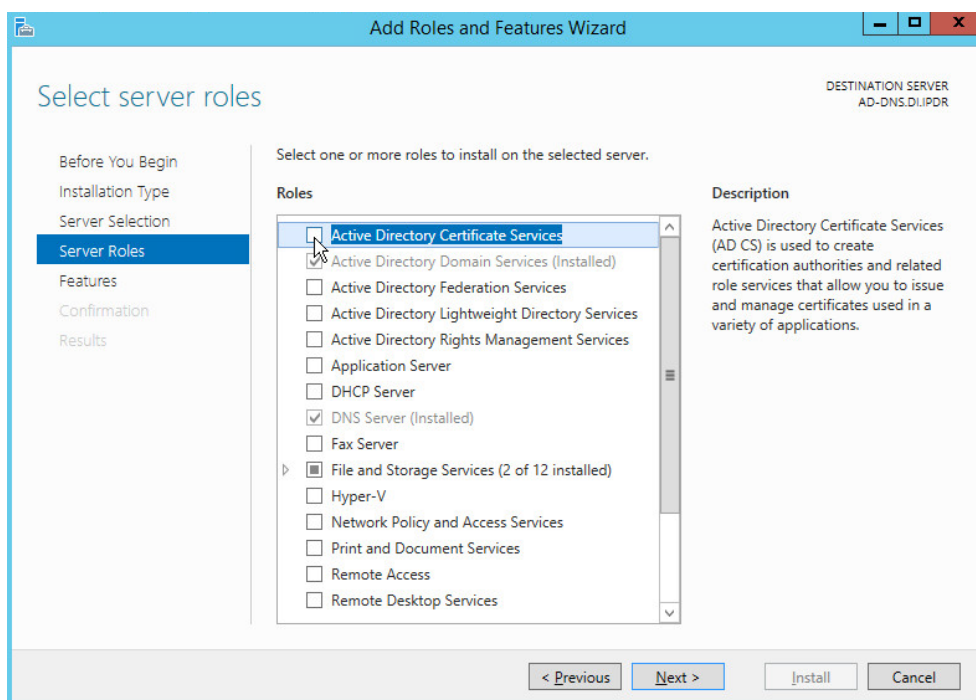 Add Roles and Features Wizard
Select server roles
DESTINATION SERVER
AD-DNS.DI.IPDR
Before You Begin
Installation Type
Server Selection
Server Roles
Features
Confirmation
Results
Select one or more roles to install on the selected server.
Roles
Active Directory Certificate Services
Active Directory Domain Services (Installed)
Active Directory Federation Services
Active Directory Lightweight Directory Services
Active Directory Rights Management Services
Application Server
DHCP Server
DNS Server (Installed)
Fax Server
File and Storage Services (2 of 12 installed)
Hyper-V
Network Policy and Access Services
Print and Document Services
Remote Access
Remote Desktop Services
Description
Active Directory Certificate Services
(AD CS) is used to create
certification authorities and related
role services that allow you to issue
and manage certificates used in a
variety of applications.
< Previous
Next >
Install
Cancel